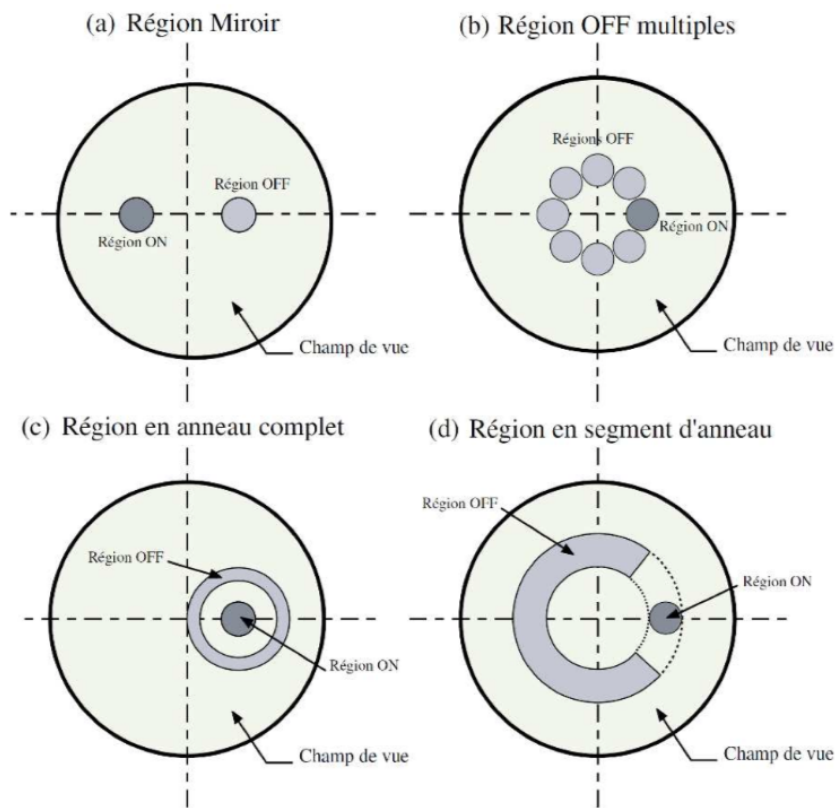 (a) Région Miroir
Région OFF
Région ON
Champ de vue
(b) Région OFF multiples
Régions OFF
Région ON
Champ de vue
(c) Région en anneau complet
Région OFF
Région ON
Champ de vue
(d) Région en segment d'anneau
Région OFF
Région ON
Champ de vue